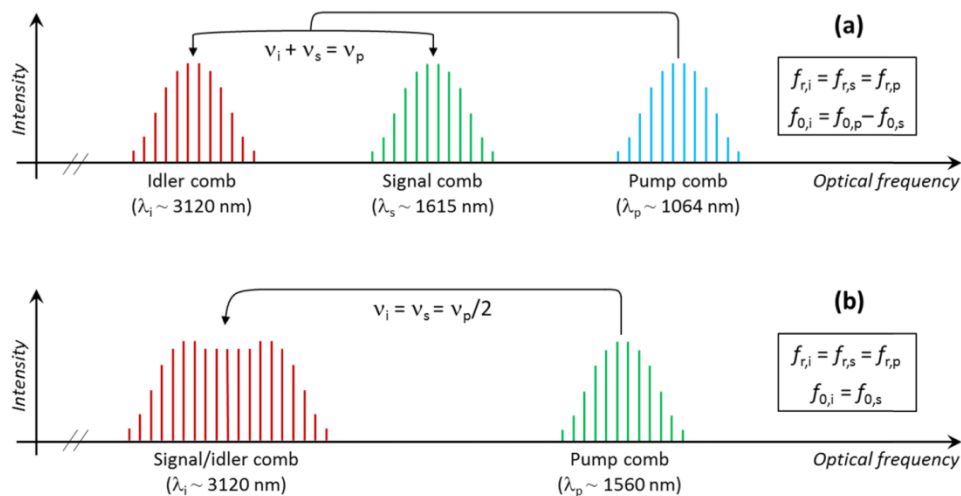 (a)
Intensity
νi + νs = νp
fr,i = fr,s = fr,p
f0,i = f0,p – f0,s
Idler comb
(λi ~ 3120 nm)
Signal comb
(λs ~ 1615 nm)
Pump comb
(λp ~ 1064 nm)
Optical frequency
(b)
Intensity
νi = νs = νp/2
fr,i = fr,s = fr,p
f0,i = f0,s
Signal/idler comb
(λi ~ 3120 nm)
Pump comb
(λp ~ 1560 nm)
Optical frequency